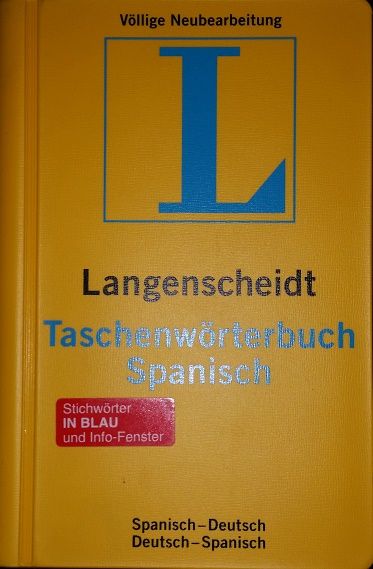 Völlige Neubearbeitung
L
Langenscheidt
Taschenwörterbuch
Spanisch
Stichwörter
IN BLAU
und Info-Fenster
Spanisch–Deutsch
Deutsch–Spanisch